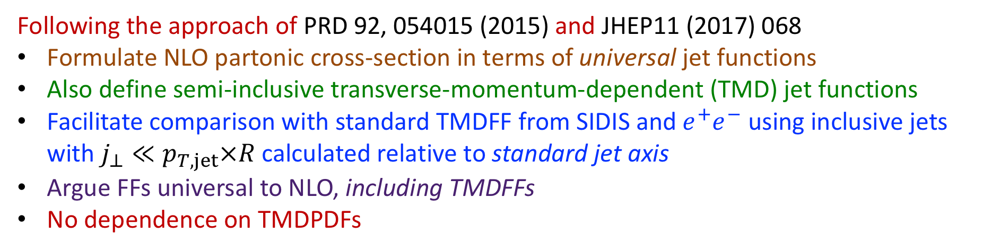 Following the approach of PRD 92, 054015 (2015) and JHEP11 (2017) 068
• Formulate NLO partonic cross-section in terms of universal jet functions
• Also define semi-inclusive transverse-momentum-dependent (TMD) jet functions
• Facilitate comparison with standard TMDFF from SIDIS and e⁺e⁻ using inclusive jets
with j⊥ ≪ p_{T,jet}×R calculated relative to standard jet axis
• Argue FFs universal to NLO, including TMDFFs
• No dependence on TMDPDFs